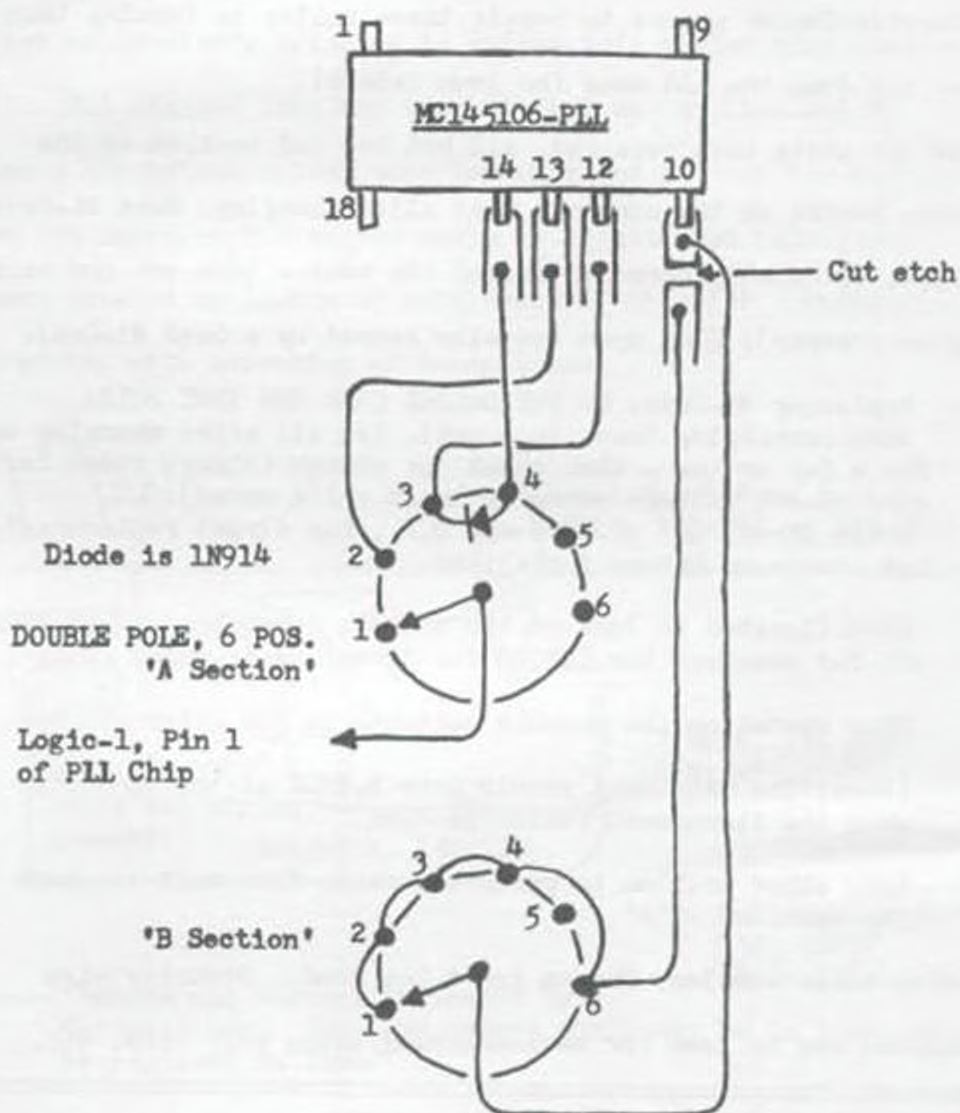 1 9
MC145106-PLL
14 13 12 10
18
Cut etch
3 4
5
Diode is 1N914
2
6
1
DOUBLE POLE, 6 POS.
'A Section'
Logic-1, Pin 1
of PLL Chip
4
3
5
'B Section' 2
6
1